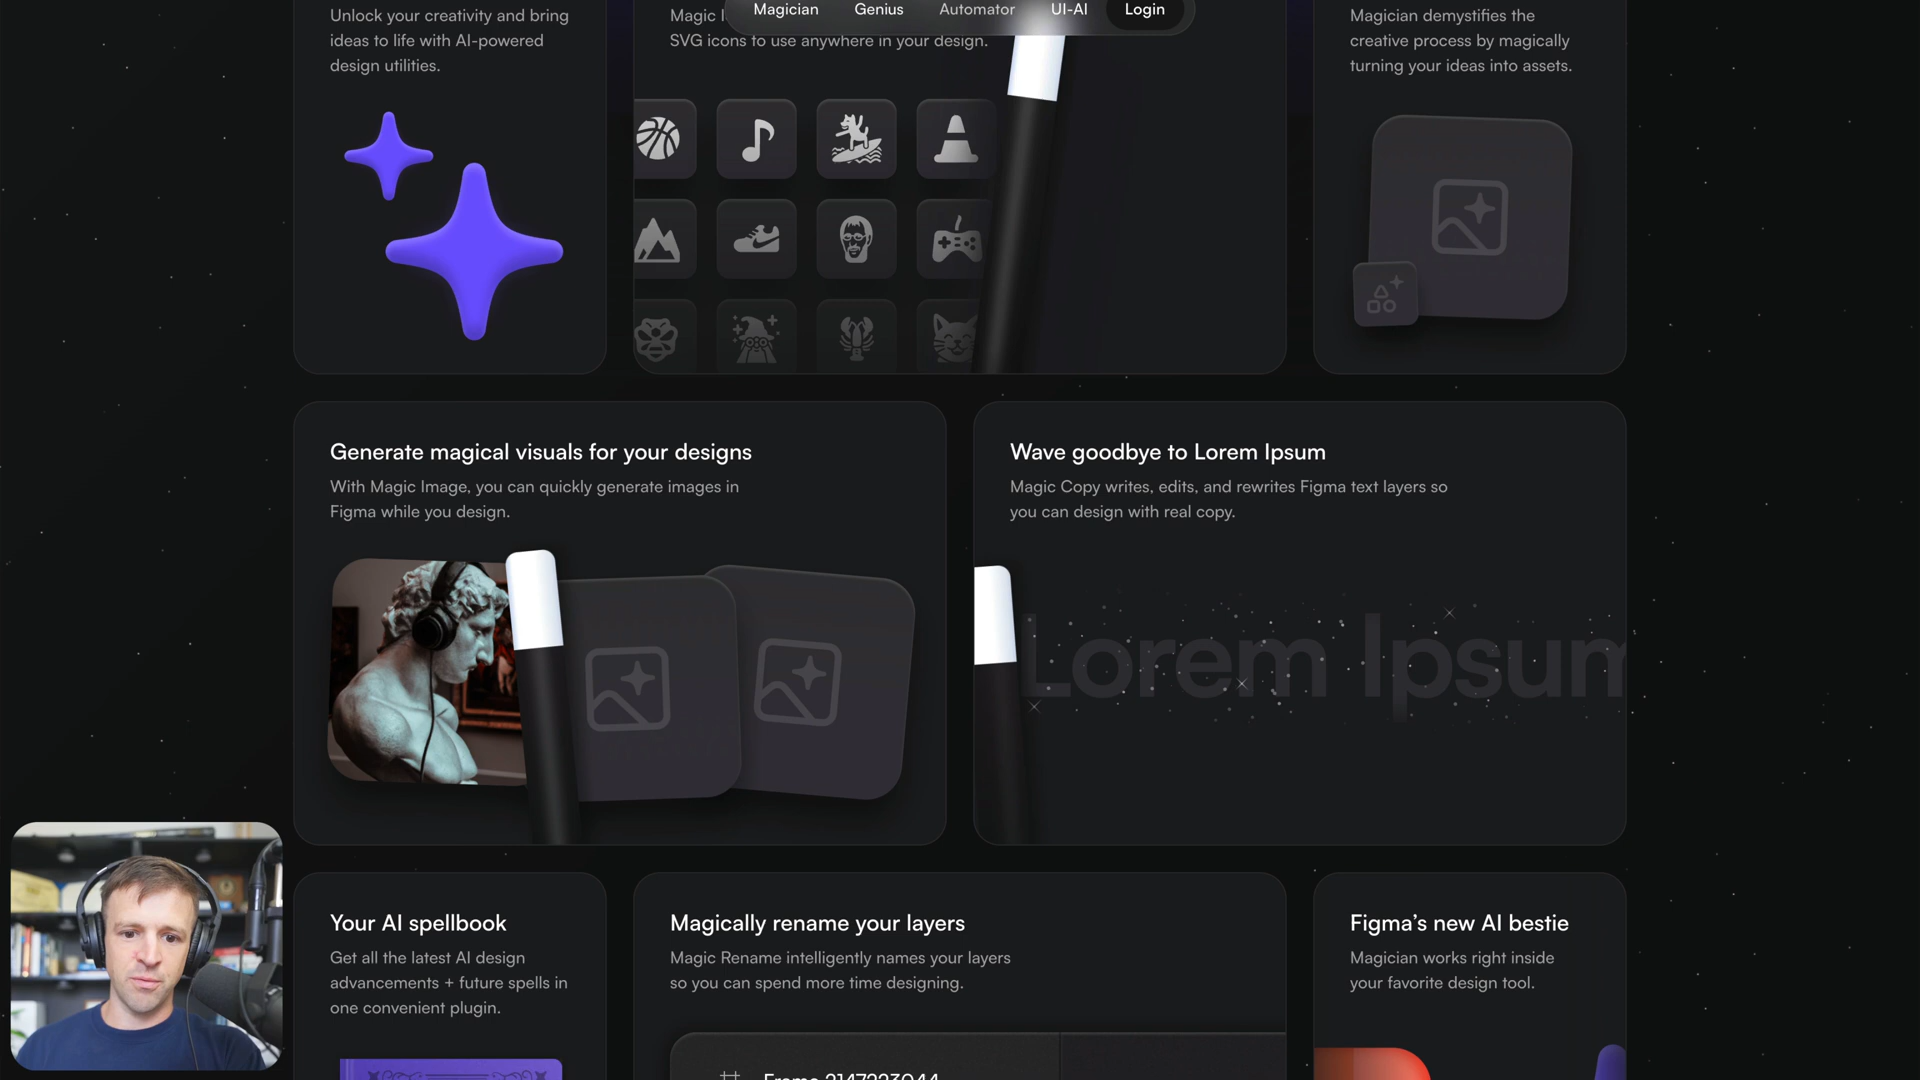 Magician Genius Automator UI-AI Login
Unlock your creativity and bring
ideas to life with AI-powered
design utilities.
Magic
SVG icons to use anywhere in your design.
Magician demystifies the
creative process by magically
turning your ideas into assets.
Generate magical visuals for your designs
With Magic Image, you can quickly generate images in
Figma while you design.
Wave goodbye to Lorem Ipsum
Magic Copy writes, edits, and rewrites Figma text layers so
you can design with real copy.
Lorem Ipsum
Your AI spellbook
Get all the latest AI design
advancements + future spells in
one convenient plugin.
Magically rename your layers
Magic Rename intelligently names your layers
so you can spend more time designing.
Frame 2147223044
Figma’s new AI bestie
Magician works right inside
your favorite design tool.